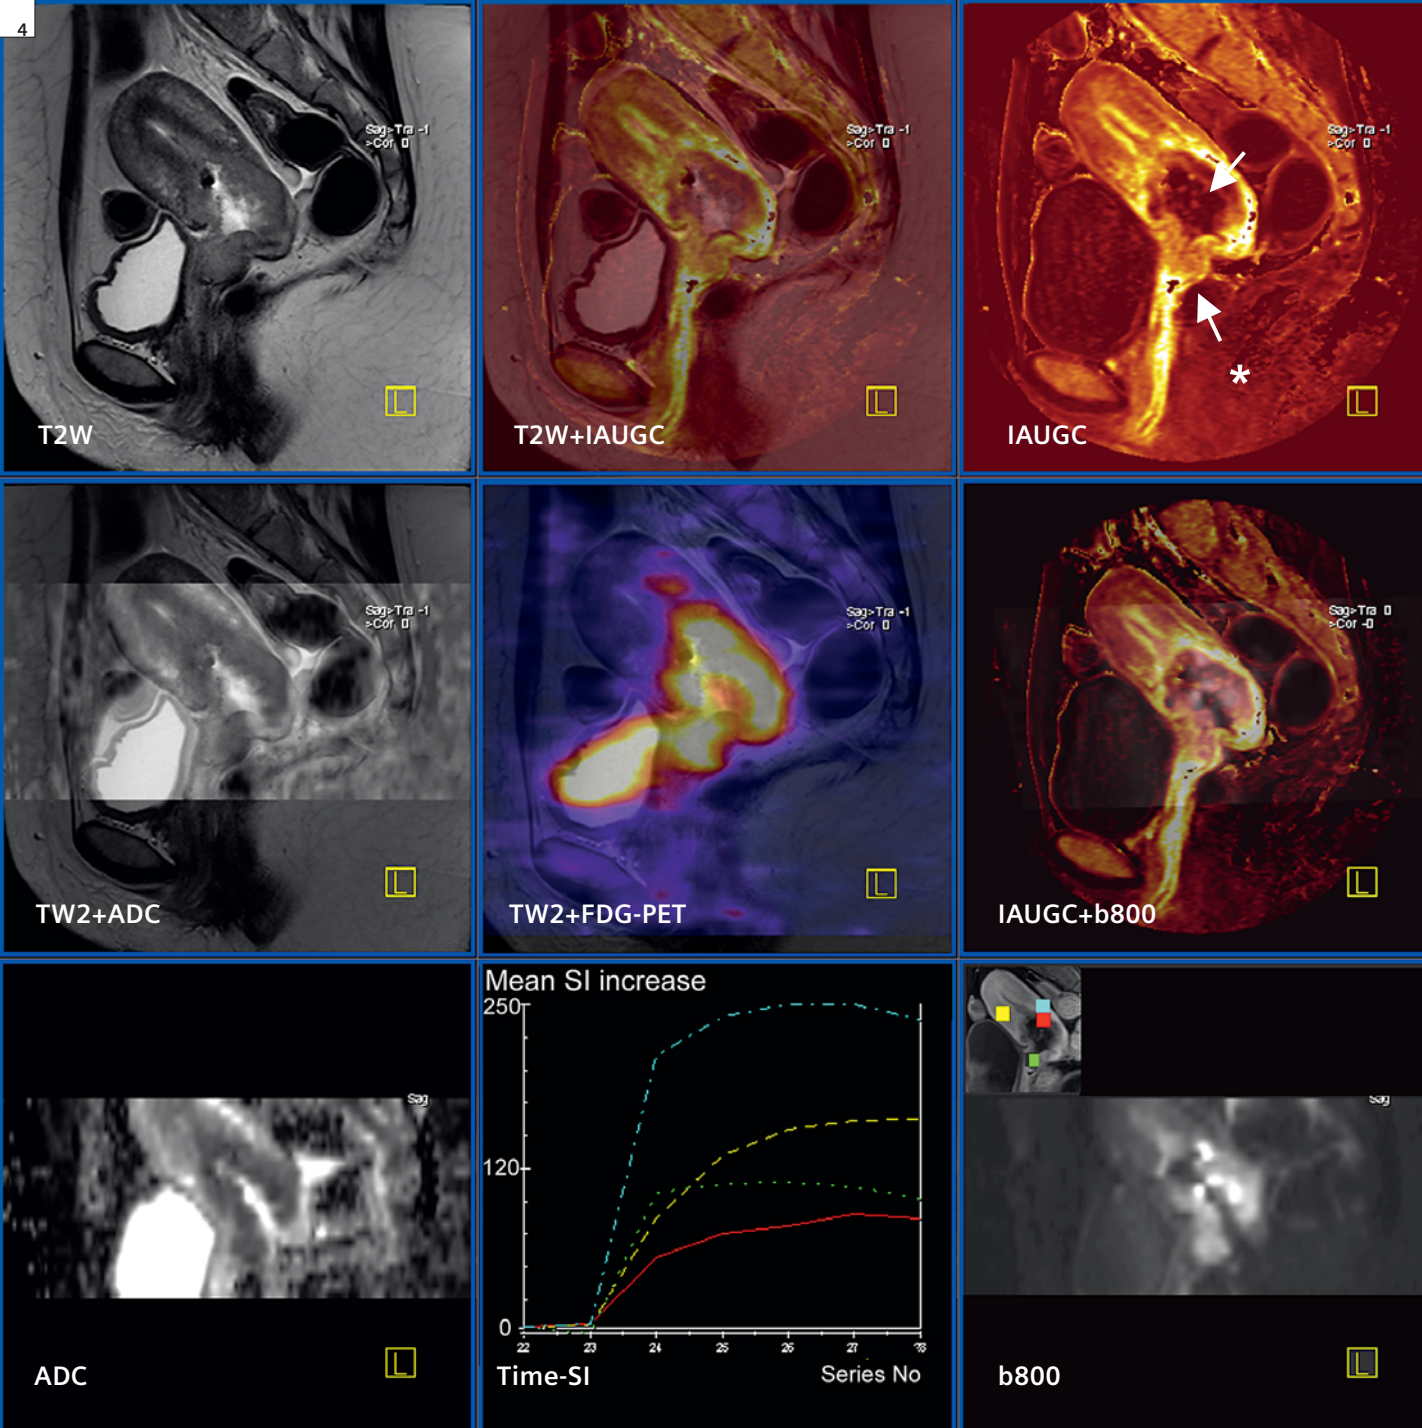 4
Sag>Tra -1
>Cor 0
L
T2W
Sag>Tra -1
>Cor 0
L
T2W+IAUGC
Sag>Tra -1
>Cor 0
*
L
IAUGC
Sag>Tra -1
>Cor 0
L
TW2+ADC
Sag>Tra -1
>Cor 0
L
TW2+FDG-PET
Sag>Tra 0
>Cor -0
L
IAUGC+b800
Sag
L
ADC
Mean SI increase
250
120
0
22 23 24 25 26 27
Time-SI
Series No
Sag
L
b800